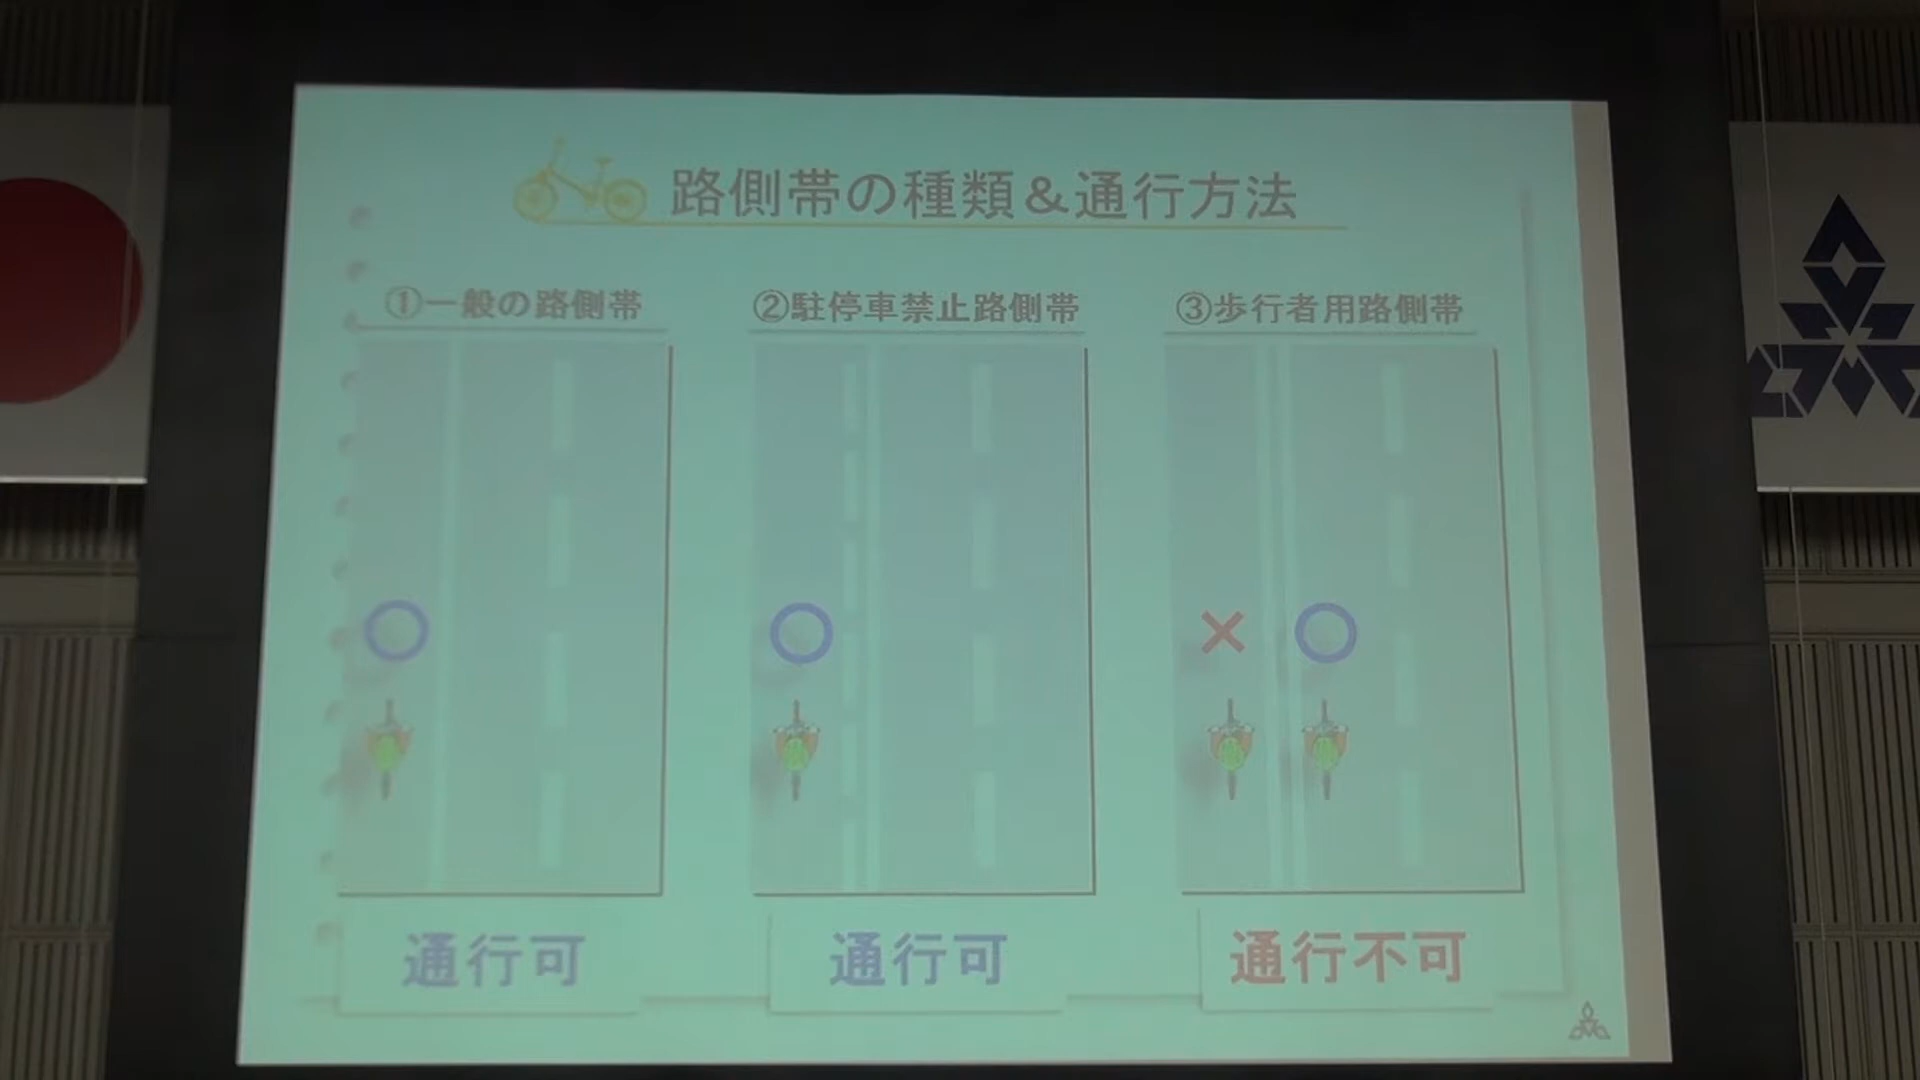 路側帯の種類&通行方法
①一般の路側帯
②駐停車禁止路側帯
③歩行者用路側帯
通行可
通行可
通行不可